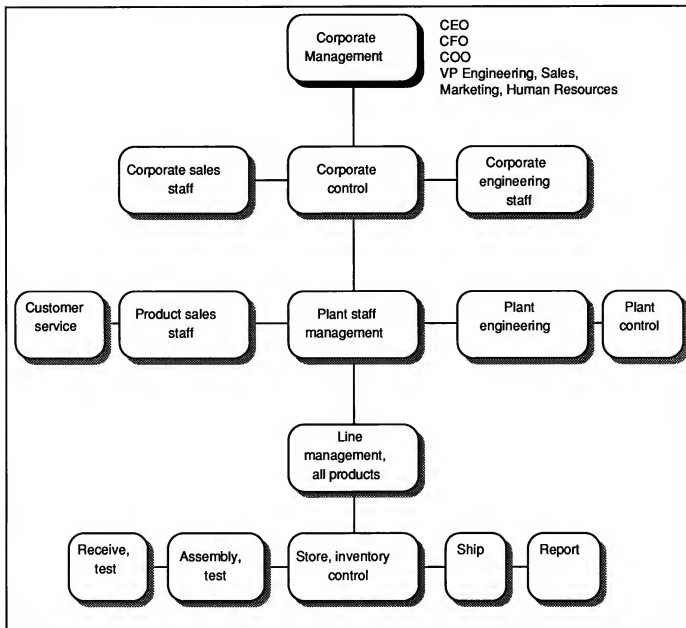 Corporate
Management
CEO
CFO
COO
VP Engineering, Sales,
Marketing, Human Resources
Corporate sales
staff
Corporate
control
Corporate
engineering
staff
Customer
service
Product sales
staff
Plant staff
management
Plant
engineering
Plant
control
Line
management,
all products
Receive,
test
Assembly,
test
Store, inventory
control
Ship
Report